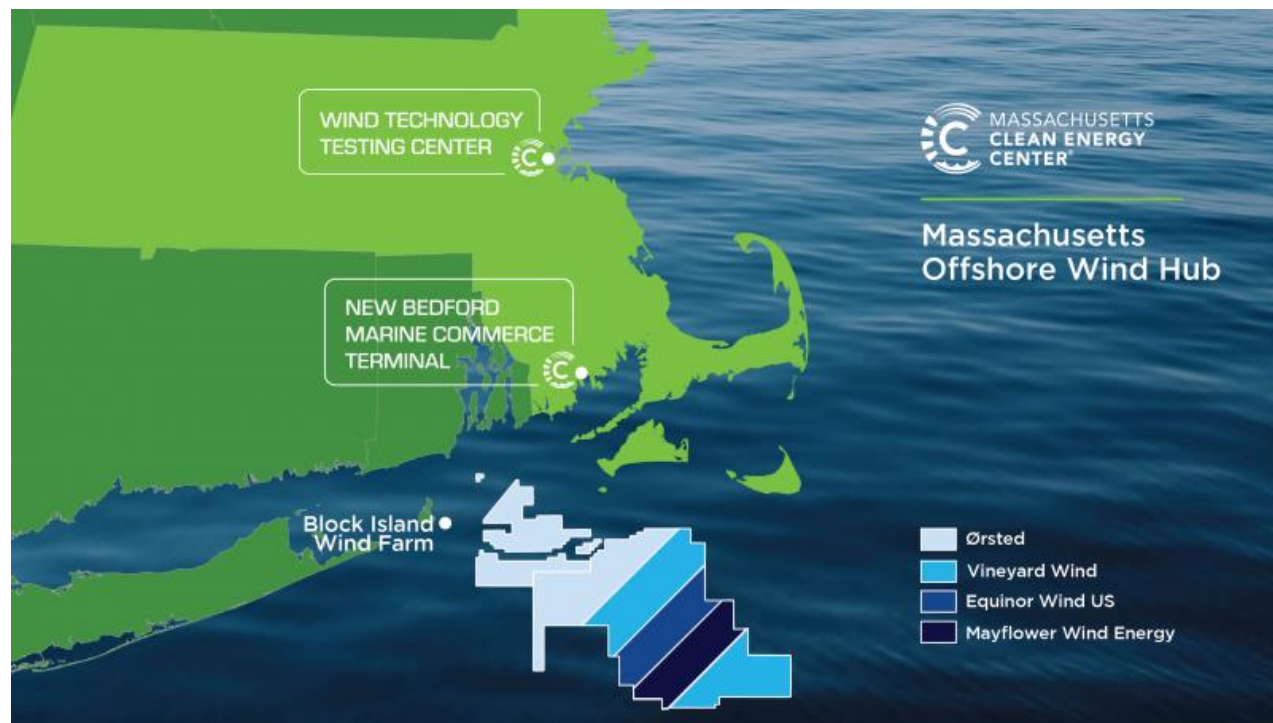 WIND TECHNOLOGY
TESTING CENTER
C
NEW BEDFORD
MARINE COMMERCE
TERMINAL
C
Block Island
Wind Farm
C
MASSACHUSETTS
CLEAN ENERGY
CENTER®
Massachusetts
Offshore Wind Hub
Ørsted
Vineyard Wind
Equinor Wind US
Mayflower Wind Energy